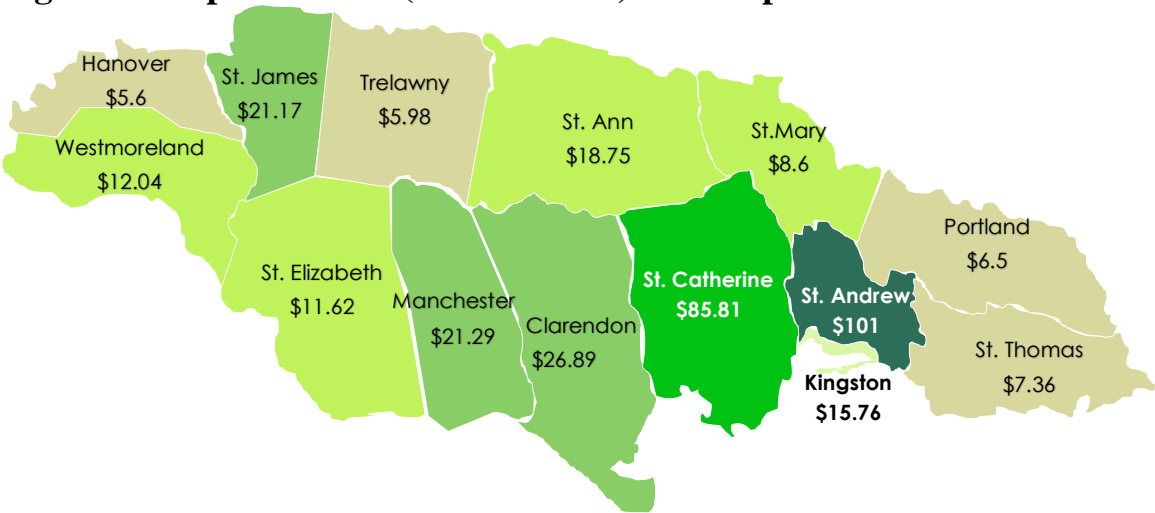 Hanover
$5.6
St. James
$21.17
Trelawny
$5.98
St. Ann
$18.75
St.Mary
$8.6
Westmoreland
$12.04
Portland
$6.5
St. Elizabeth
$11.62
Manchester
$21.29
Clarendon
$26.89
St. Catherine
$85.81
St. Andrew
$101
St. Thomas
$7.36
Kingston
$15.76